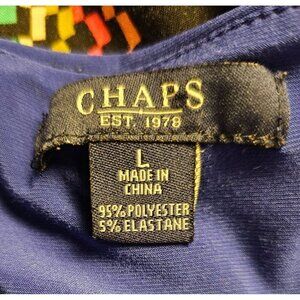 CHAPS
EST. 1978
L
MADE IN
CHINA
95% POLYESTER
5% ELASTANE